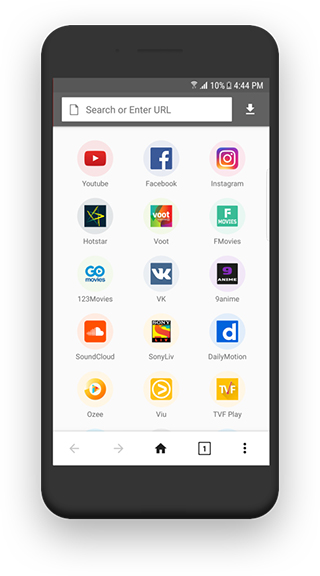 10% 4:44 PM
Search or Enter URL
Youtube Facebook Instagram
voot F MOVIES
Hotstar Voot FMovies
GO movies 9 ANIME
123Movies VK 9anime
SONY LIV d
SoundCloud SonyLiv DailyMotion
TVF
Ozee Viu TVF Play
1